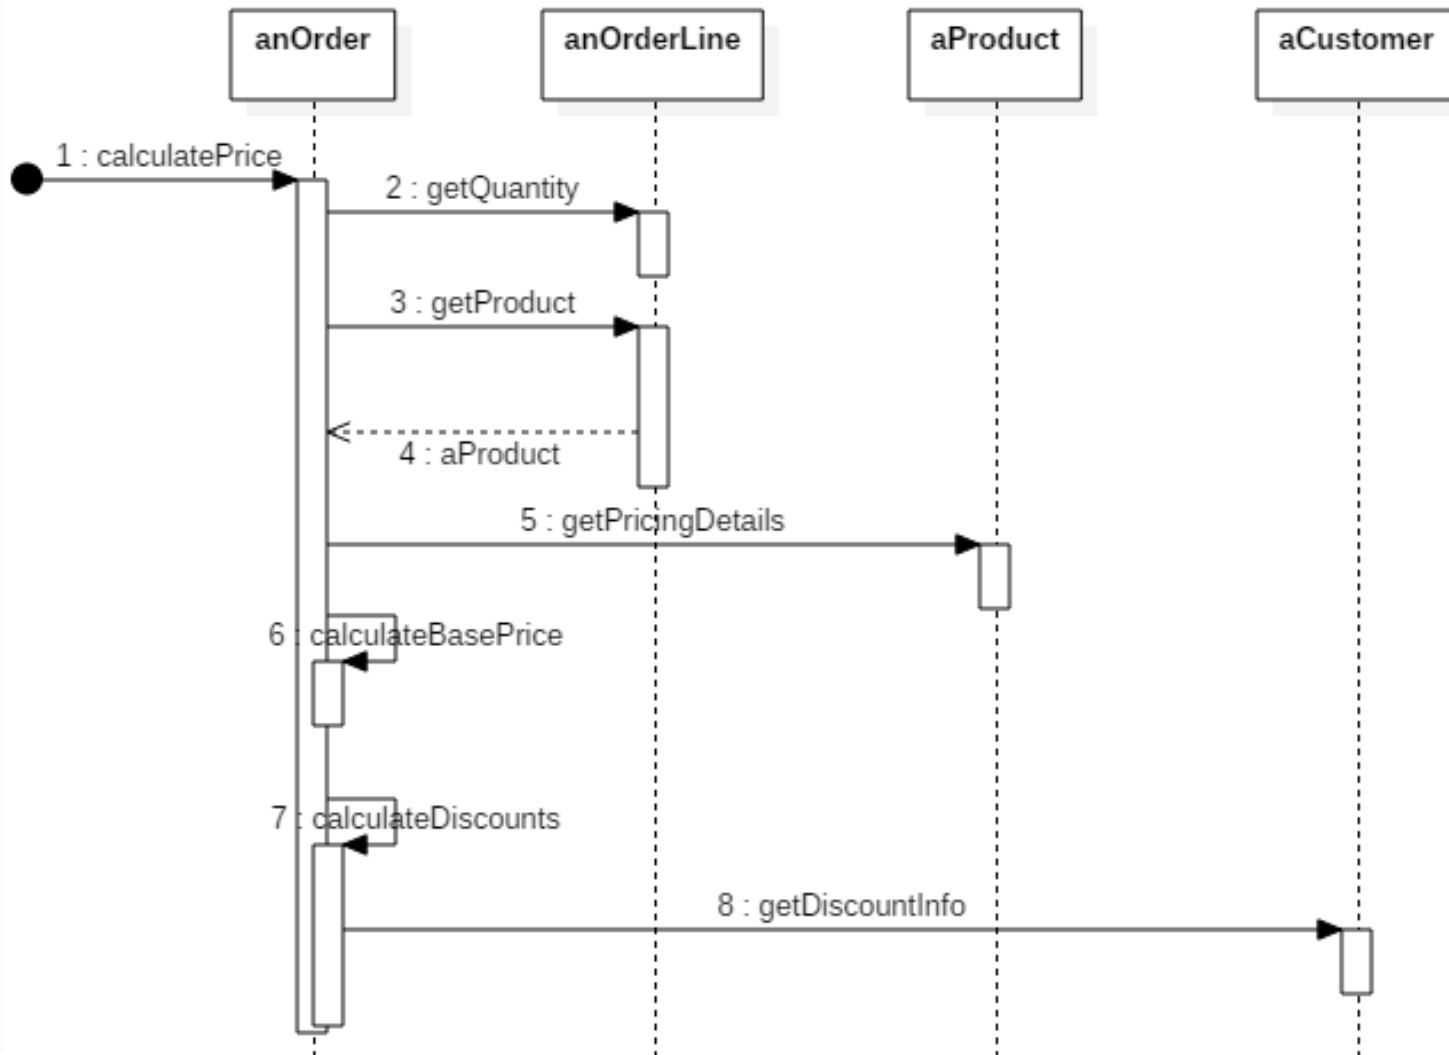 anOrder
anOrderLine
aProduct
aCustomer
1 : calculatePrice
2 : getQuantity
3 : getProduct
4 : aProduct
5 : getPricingDetails
6 : calculateBasePrice
7 : calculateDiscounts
8 : getDiscountInfo